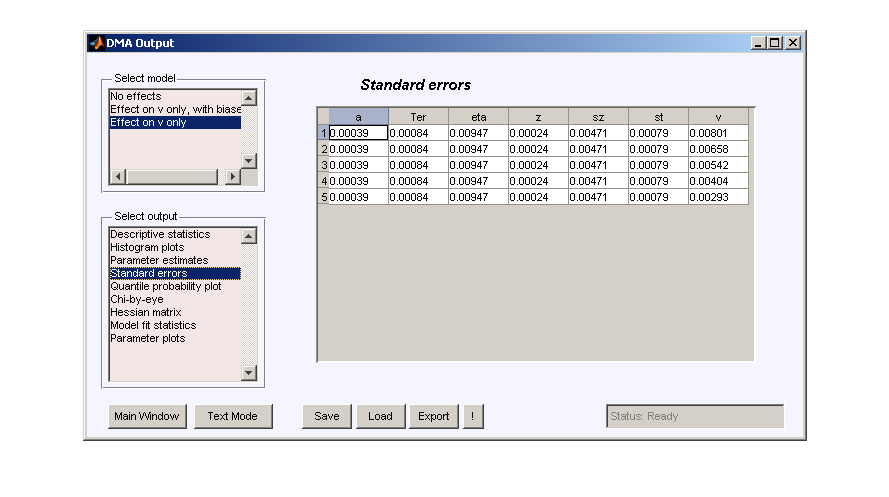 DMA Output
Select model
No effects
Effect on v only, with biase
Effect on v only
Select output
Descriptive statistics
Histogram plots
Parameter estimates
Standard errors
Quantile probability plot
Chi-by-eye
Hessian matrix
Model fit statistics
Parameter plots
Standard errors
a Ter eta z sz st v
1 0.00039 0.00084 0.00947 0.00024 0.00471 0.00079 0.00801
2 0.00039 0.00084 0.00947 0.00024 0.00471 0.00079 0.00658
3 0.00039 0.00084 0.00947 0.00024 0.00471 0.00079 0.00542
4 0.00039 0.00084 0.00947 0.00024 0.00471 0.00079 0.00404
5 0.00039 0.00084 0.00947 0.00024 0.00471 0.00079 0.00293
Main Window Text Mode Save Load Export ! Status: Ready